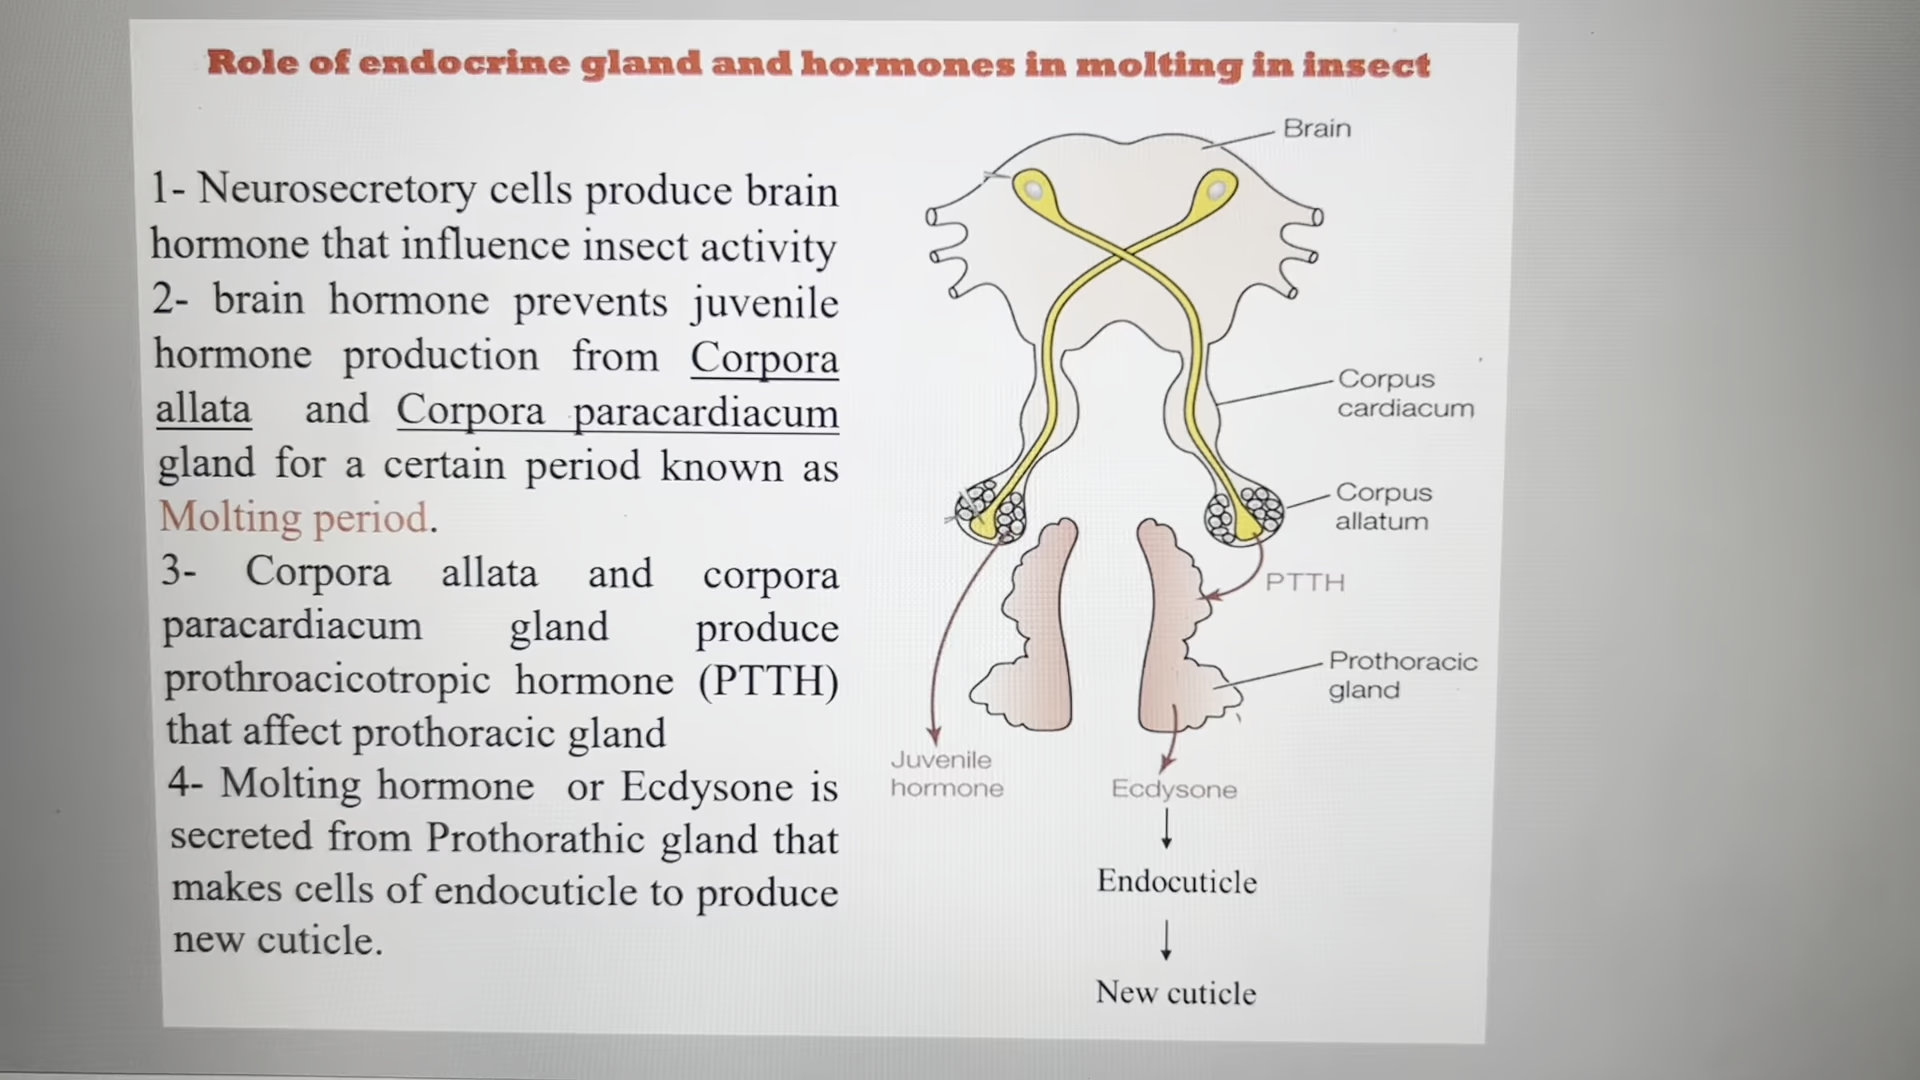 Role of endocrine gland and hormones in molting in insect
1- Neurosecretory cells produce brain
hormone that influence insect activity
2- brain hormone prevents juvenile
hormone production from Corpora
allata and Corpora paracardiacum
gland for a certain period known as
Molting period.
3- Corpora allata and corpora
paracardiacum gland produce
prothroacicotropic hormone (PTTH)
that affect prothoracic gland
4- Molting hormone or Ecdysone is
secreted from Prothorathic gland that
makes cells of endocuticle to produce
new cuticle.
Brain
Corpus
cardiacum
Corpus
allatum
PTTH
Prothoracic
gland
Juvenile
hormone
Ecdysone
Endocuticle
New cuticle